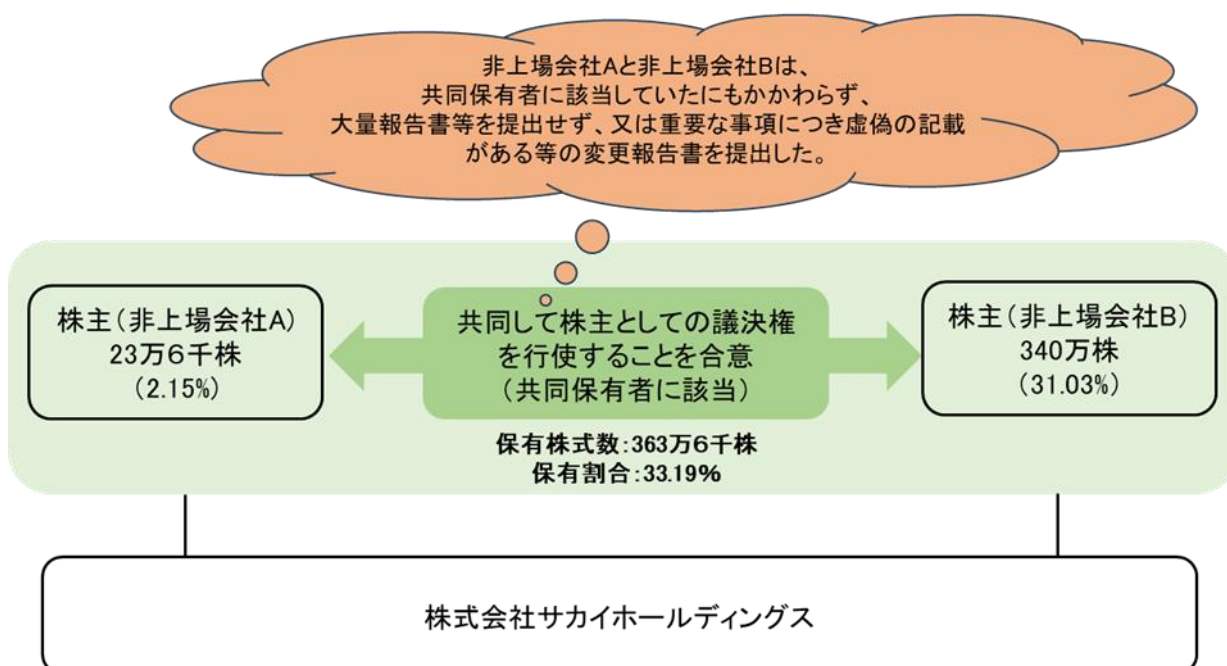 非上場会社Aと非上場会社Bは、
共同保有者に該当していたにもかかわらず、
大量報告書等を提出せず、又は重要な事項につき虚偽の記載
がある等の変更報告書を提出した。
株主（非上場会社A）
23万6千株
（2.15%）
共同して株主としての議決権
を行使することを合意
（共同保有者に該当）
株主（非上場会社B）
340万株
（31.03%）
保有株式数：363万6千株
保有割合：33.19%
株式会社サカイホールディングス